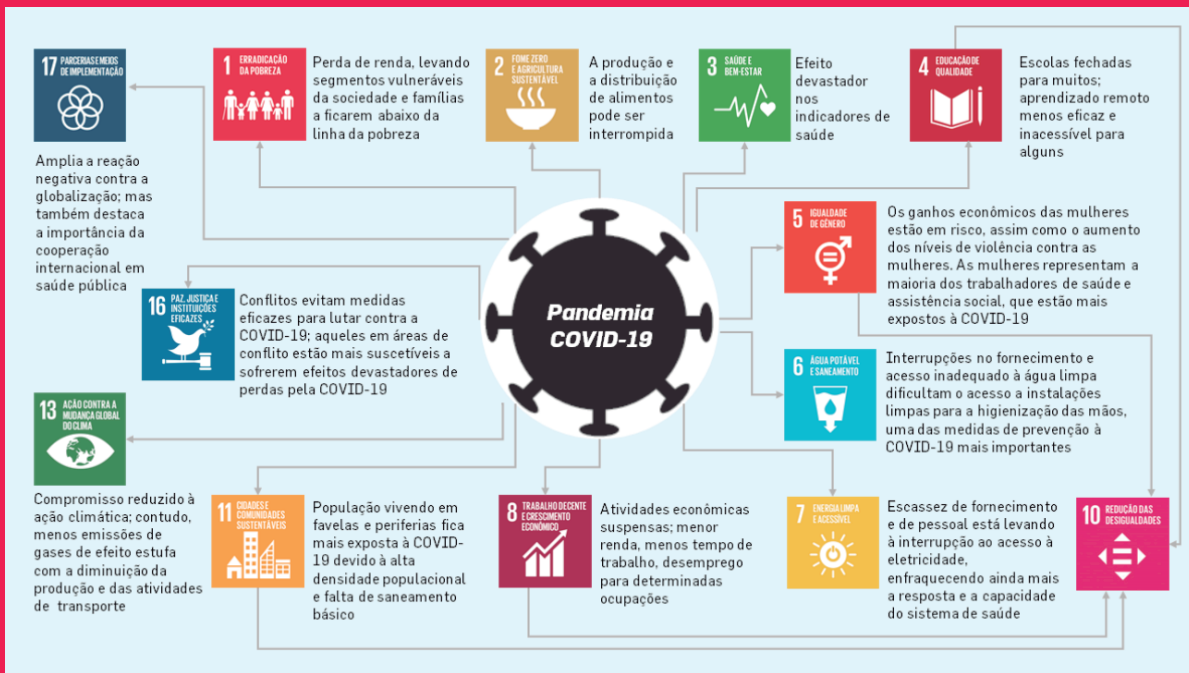 17 PARCERIAS E MEIOS
DE IMPLEMENTAÇÃO
Amplia a reação
negativa contra a
globalização; mas
também destaca
a importância da
cooperação
internacional em
saúde pública
1 ERRADICAÇÃO
DA POBREZA
Perda de renda, levando
segmentos vulneráveis
da sociedade e famílias
a ficarem abaixo da
linha da pobreza
2 FOME ZERO
E AGRICULTURA
SUSTENTÁVEL
A produção e
a distribuição
de alimentos
pode ser
interrompida
3 SAÚDE E
BEM-ESTAR
Efeito
devastador
nos
indicadores de
saúde
4 EDUCAÇÃO DE
QUALIDADE
Escolas fechadas
para muitos;
aprendizado remoto
menos eficaz e
inacessível para
alguns
5 IGUALDADE
DE GÊNERO
Os ganhos econômicos das mulheres
estão em risco, assim como o aumento
dos níveis de violência contra as
mulheres. As mulheres representam a
maioria dos trabalhadores de saúde e
assistência social, que estão mais
expostos à COVID-19
Pandemia
COVID-19
16 PAZ, JUSTIÇA E
INSTITUIÇÕES
EFICAZES
Conflitos evitam medidas
eficazes para lutar contra a
COVID-19; aqueles em áreas de
conflito estão mais suscetíveis a
sofrerem efeitos devastadores de
perdas pela COVID-19
6 ÁGUA POTÁVEL
E SANEAMENTO
Interrupções no fornecimento e
acesso inadequado à água limpa
dificultam o acesso a instalações
limpas para a higienização das mãos,
uma das medidas de prevenção à
COVID-19 mais importantes
13 AÇÃO CONTRA A
MUDANÇA GLOBAL
DO CLIMA
Compromisso reduzido à
ação climática; contudo,
menos emissões de
gases de efeito estufa
com a diminuição da
produção e das atividades
de transporte
11 CIDADES E
COMUNIDADES
SUSTENTÁVEIS
População vivendo em
favelas e periferias fica
mais exposta à COVID-
19 devido à alta
densidade populacional
e falta de saneamento
básico
8 TRABALHO DECENTE
E CRESCIMENTO
ECONÔMICO
Atividades econômicas
suspensas; menor
renda, menos tempo de
trabalho, desemprego
para determinadas
ocupações
7 ENERGIA LIMPA
E ACESSÍVEL
Escassez de fornecimento
e de pessoal está levando
à interrupção ao acesso à
eletricidade,
enfraquecendo ainda mais
a resposta e a capacidade
do sistema de saúde
10 REDUÇÃO DAS
DESIGUALDADES